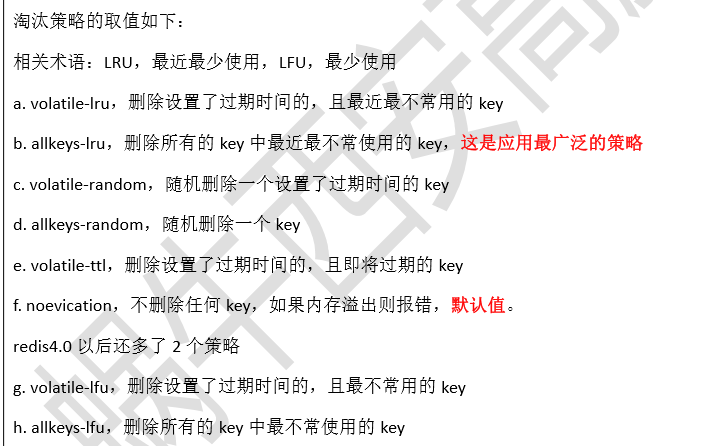 淘汰策略的取值如下：
相关术语：LRU，最近最少使用，LFU，最少使用
a. volatile-lru，删除设置了过期时间的，且最近最不常用的 key
b. allkeys-lru，删除所有的 key 中最近最不常使用的 key，这是应用最广泛的策略
c. volatile-random，随机删除一个设置了过期时间的 key
d. allkeys-random，随机删除一个 key
e. volatile-ttl，删除设置了过期时间的，且即将过期的 key
f. noevication，不删除任何 key，如果内存溢出则报错，默认值。
redis4.0 以后还多了 2 个策略
g. volatile-lfu，删除设置了过期时间的，且最不常用的 key
h. allkeys-lfu，删除所有的 key 中最不常使用的 key
蜗牛西安高